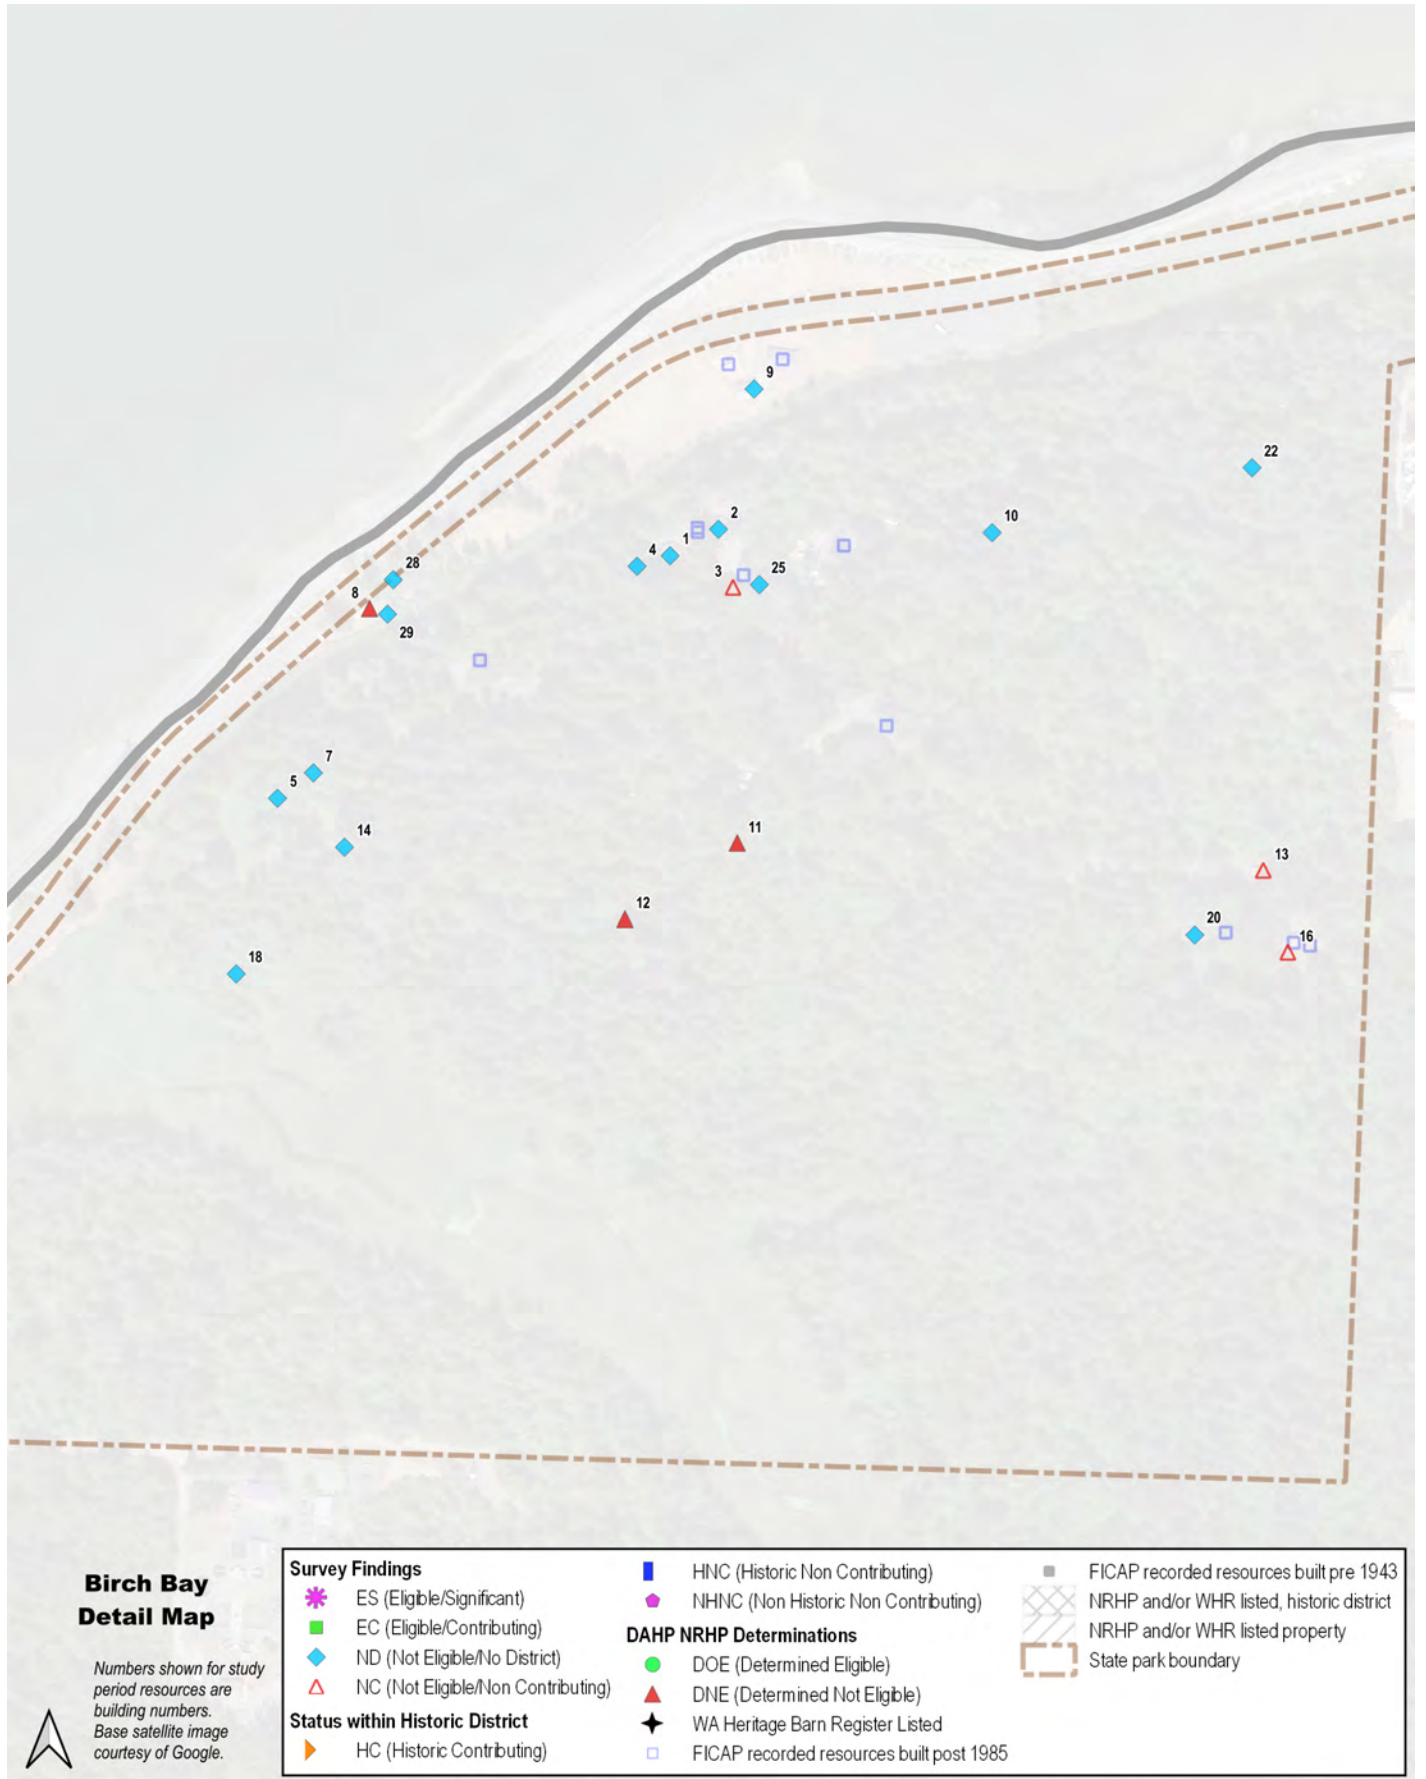 9
22
2
10
1
4
3
25
28
8
29
7
5
14
11
13
12
20
16
18
Birch Bay
Detail Map
Numbers shown for study
period resources are
building numbers.
Base satellite image
courtesy of Google.
Survey Findings
ES (Eligible/Significant)
EC (Eligible/Contributing)
ND (Not Eligible/No District)
NC (Not Eligible/Non Contributing)
Status within Historic District
HC (Historic Contributing)
HNC (Historic Non Contributing)
NHNC (Non Historic Non Contributing)
DAHP NRHP Determinations
DOE (Determined Eligible)
DNE (Determined Not Eligible)
WA Heritage Barn Register Listed
FICAP recorded resources built post 1985
FICAP recorded resources built pre 1943
NRHP and/or WHR listed, historic district
NRHP and/or WHR listed property
State park boundary